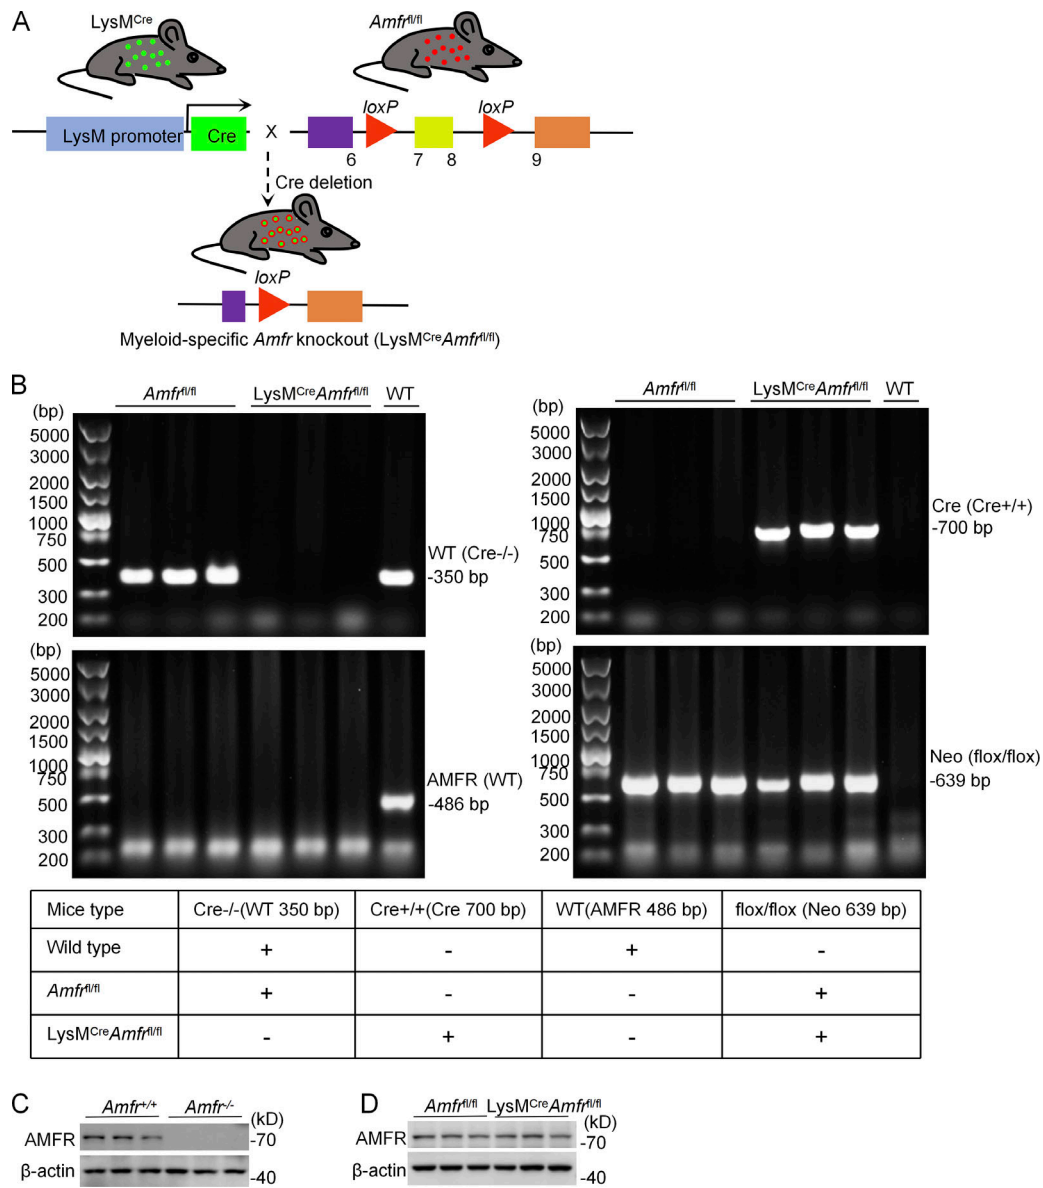 A
LysMCre
Amfrfl/fl
loxP
loxP
LysM promoter
Cre
X
6
7
8
9
Cre deletion
loxP
Myeloid-specific Amfr knockout (LysMCreAmfrfl/fl)
B
Amfrfl/fl
LysMCreAmfrfl/fl
WT
(bp)
5000
3000
2000
1500
1000
750
500
300
200
WT (Cre-/-)
-350 bp
Amfrfl/fl
LysMCreAmfrfl/fl
WT
(bp)
5000
3000
2000
1500
1000
750
500
300
200
Cre (Cre+/+)
-700 bp
(bp)
5000
3000
2000
1500
1000
750
500
300
200
AMFR (WT)
-486 bp
(bp)
5000
3000
2000
1500
1000
750
500
300
200
Neo (flox/flox)
-639 bp
Mice type Cre-/-(WT 350 bp) Cre+/+(Cre 700 bp) WT(AMFR 486 bp) flox/flox (Neo 639 bp)
Wild type + - + -
Amfrfl/fl + - - +
LysMCreAmfrfl/fl - + - +
C
Amfr+/+ Amfr-/-
(kD)
AMFR
-70
β-actin
-40
D
Amfrfl/fl LysMCreAmfrfl/fl
(kD)
AMFR
-70
β-actin
-40